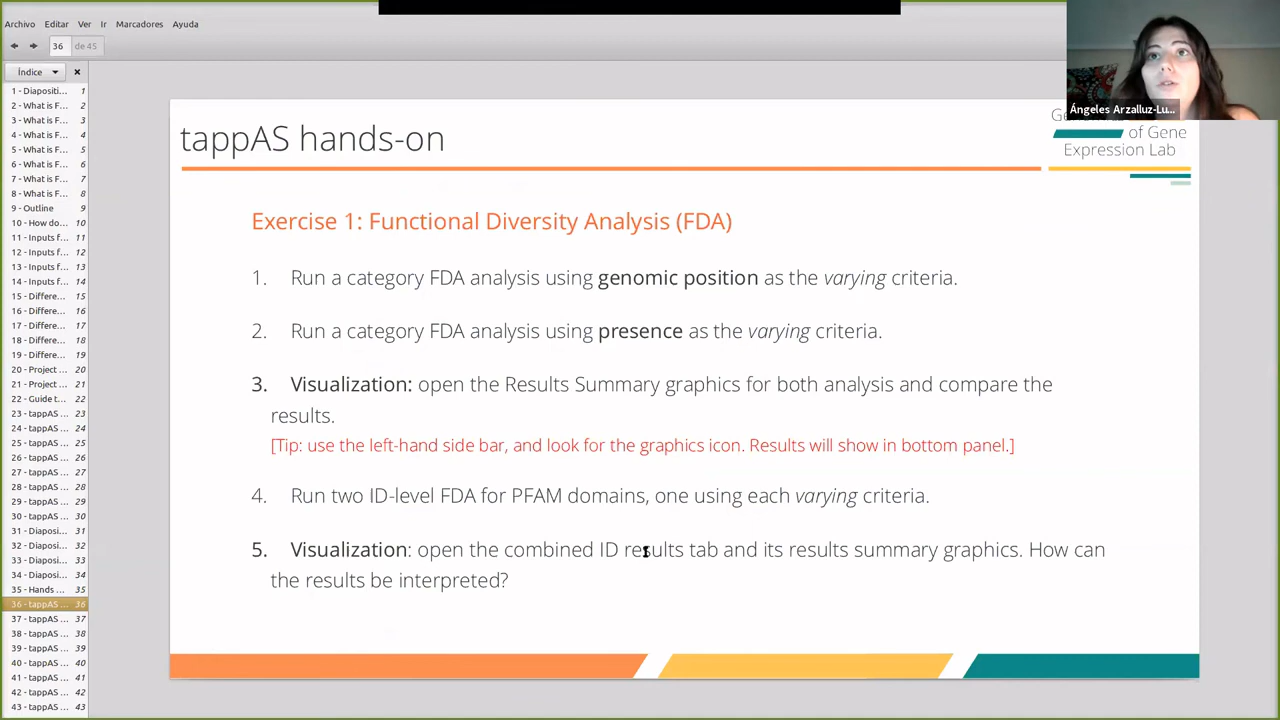 Archivo Editar Ver Ir Marcadores Ayuda
36 de 45
Índice
1 - Diapositi... 1
2 - What is F... 2
3 - What is F... 3
4 - What is F... 4
5 - What is F... 5
6 - What is F... 6
7 - What is F... 7
8 - What is F... 8
9 - Outline 9
10 - How do... 10
11 - Inputs f... 11
12 - Inputs f... 12
13 - Inputs f... 13
14 - Inputs f... 14
15 - Differe... 15
16 - Differe... 16
17 - Differe... 17
18 - Differe... 18
19 - Differe... 19
20 - Project ... 20
21 - Project ... 21
22 - Guide t... 22
23 - tappAS ... 23
24 - tappAS ... 24
25 - tappAS ... 25
26 - tappAS ... 26
27 - tappAS ... 27
28 - tappAS ... 28
29 - tappAS ... 29
30 - tappAS ... 30
31 - Diaposi... 31
32 - Diaposi... 32
33 - Diaposi... 33
34 - Diaposi... 34
35 - Hands ... 35
36 - tappAS ... 36
37 - tappAS ... 37
38 - tappAS ... 38
39 - tappAS ... 39
40 - tappAS ... 40
41 - tappAS ... 41
42 - tappAS ... 42
43 - tappAS ... 43
Ángeles Arzalluz-Lu...
of Gene
Expression Lab
tappAS hands-on
Exercise 1: Functional Diversity Analysis (FDA)
1. Run a category FDA analysis using genomic position as the varying criteria.
2. Run a category FDA analysis using presence as the varying criteria.
3. Visualization: open the Results Summary graphics for both analysis and compare the
results.
[Tip: use the left-hand side bar, and look for the graphics icon. Results will show in bottom panel.]
4. Run two ID-level FDA for PFAM domains, one using each varying criteria.
5. Visualization: open the combined ID results tab and its results summary graphics. How can
the results be interpreted?